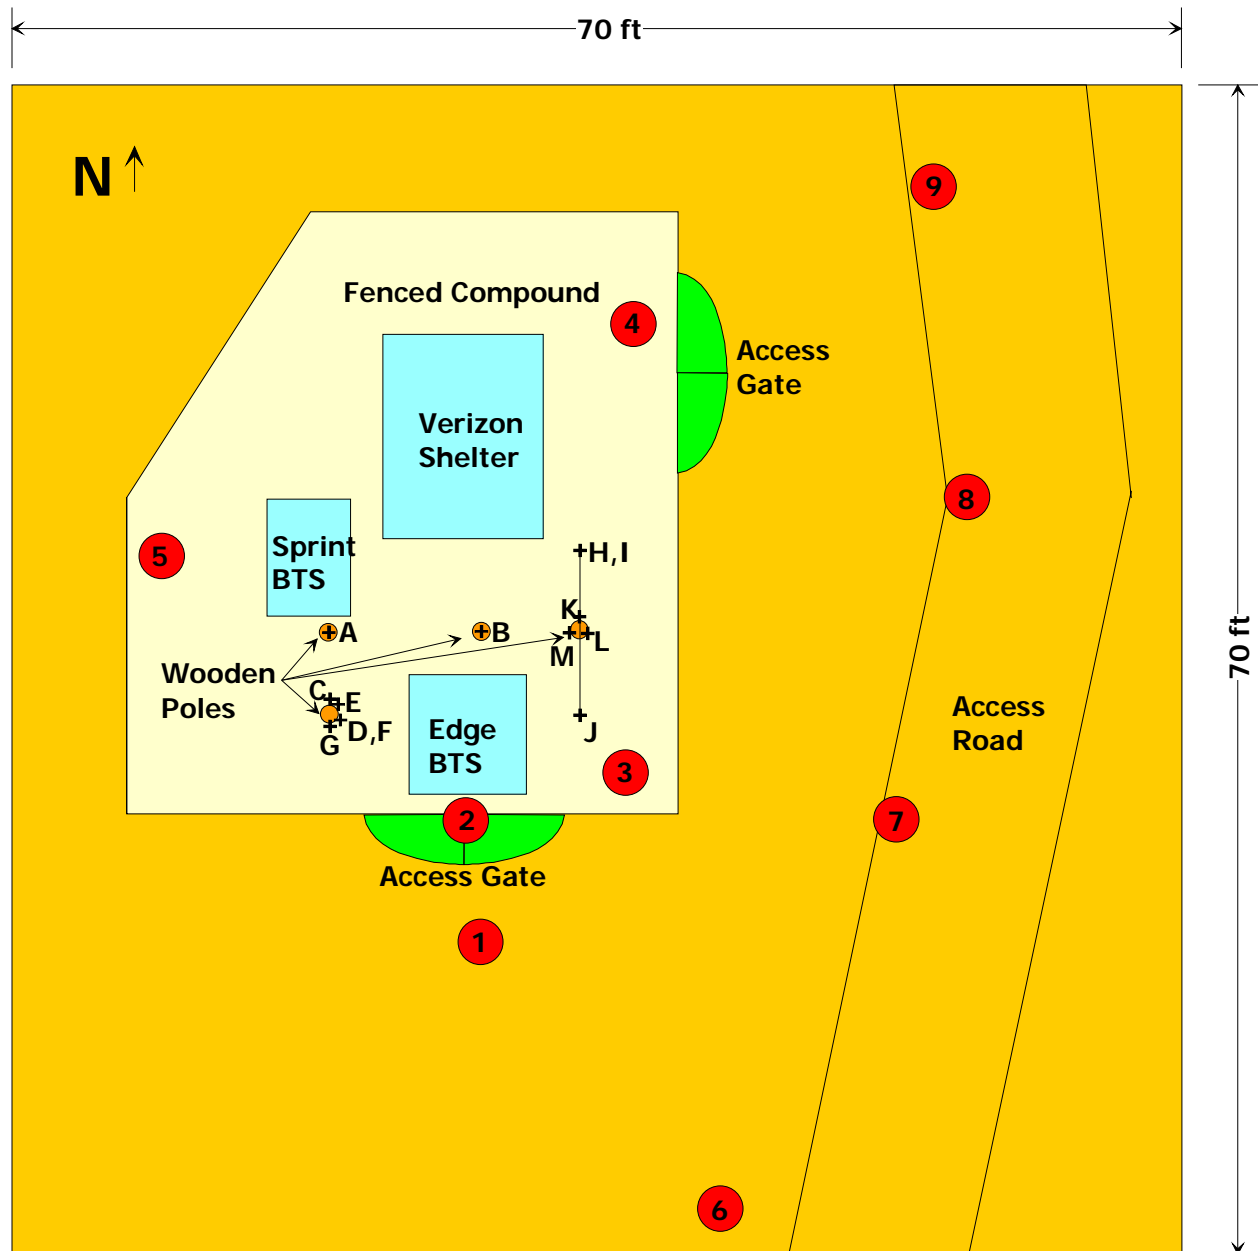 70 ft
N
9
Fenced Compound
4
Access
Gate
Verizon
Shelter
8
Sprint
BTS
5
H,I
K
A
B
L
M
Wooden
Poles
C
E
D,F
G
Edge
BTS
J
Access
Road
70 ft
3
2
7
Access Gate
1
6